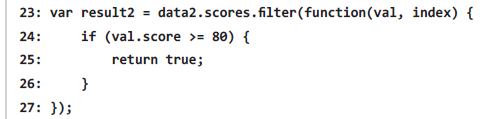 23: var result2 = data2.scores.filter(function(val, index) {
24:     if (val.score >= 80) {
25:         return true;
26:     }
27: });